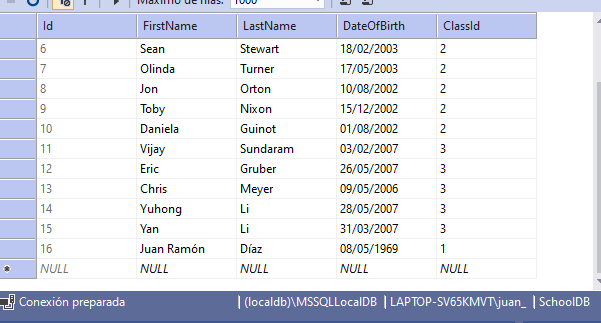 Máximo de filas: 1000
Id FirstName LastName DateOfBirth ClassId
6 Sean Stewart 18/02/2003 2
7 Olinda Turner 17/05/2003 2
8 Jon Orton 10/08/2002 2
9 Toby Nixon 15/12/2002 2
10 Daniela Guinot 01/08/2002 2
11 Vijay Sundaram 03/02/2007 3
12 Eric Gruber 26/05/2007 3
13 Chris Meyer 09/05/2006 3
14 Yuhong Li 28/05/2007 3
15 Yan Li 31/03/2007 3
16 Juan Ramón Díaz 08/05/1969 1
NULL NULL NULL NULL NULL
Conexión preparada | (localdb)\MSSQLLocalDB | LAPTOP-SV65KMVT\juan_ | SchoolDB